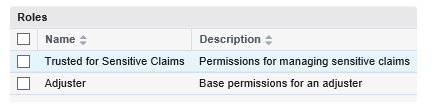 Roles
Name Description
Trusted for Sensitive Claims Permissions for managing sensitive claims
Adjuster Base permissions for an adjuster